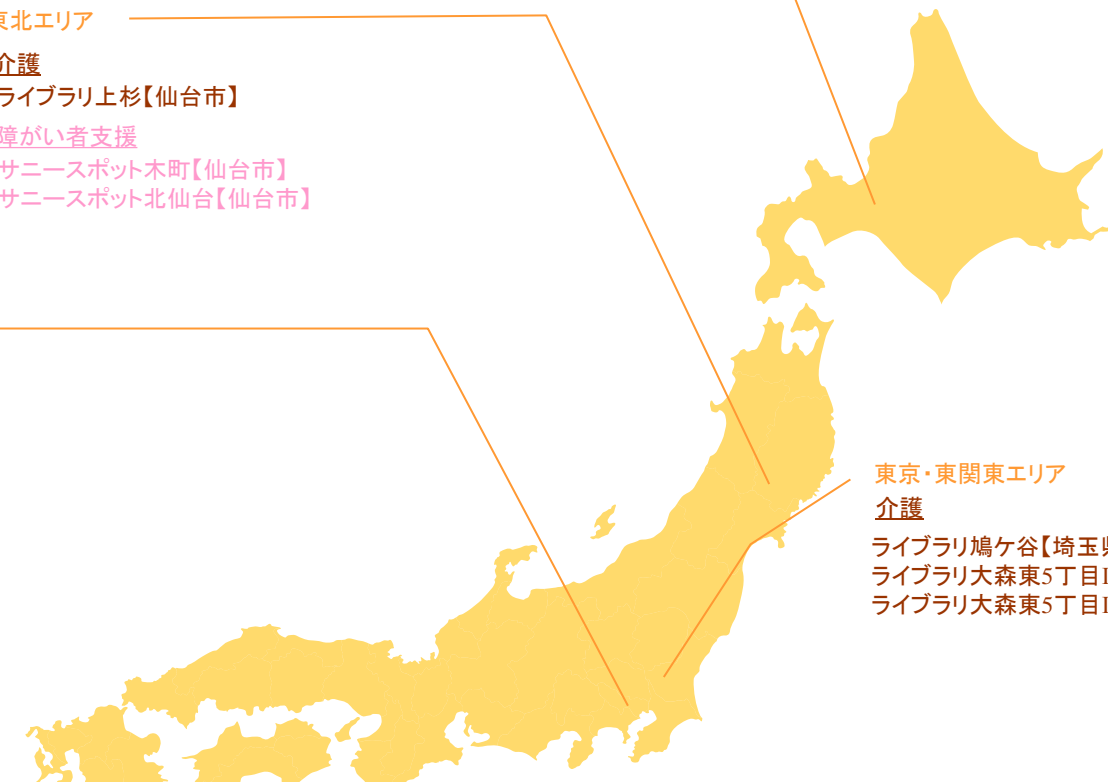 東北エリア
介護
ライブラリ上杉【仙台市】
障がい者支援
サニースポット木町【仙台市】
サニースポット北仙台【仙台市】
東京・東関東エリア
介護
ライブラリ鳩ケ谷【埼玉県
ライブラリ大森東5丁目I
ライブラリ大森東5丁目I